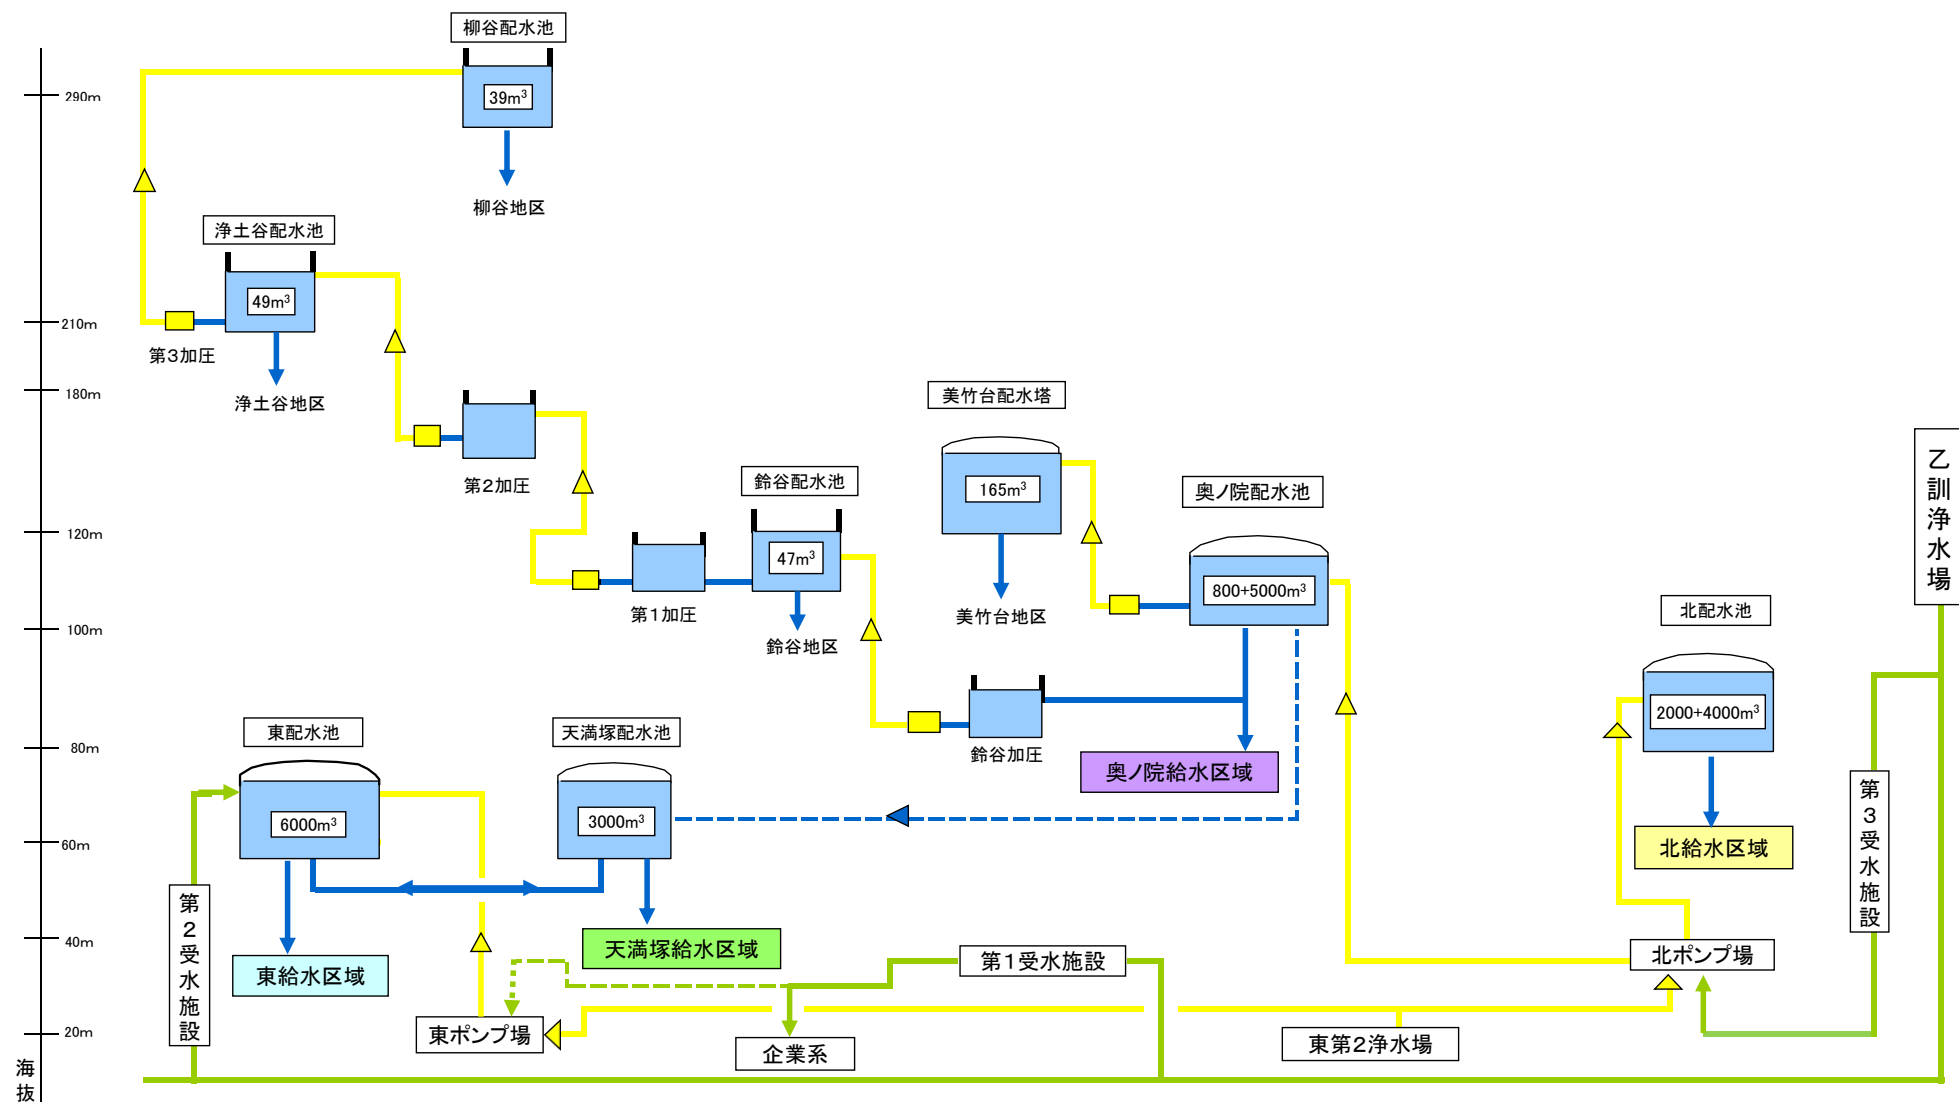 柳谷配水池
290m
39m³
柳谷地区
浄土谷配水池
49m³
210m
第3加圧
180m
浄土谷地区
美竹台配水塔
第2加圧
鈴谷配水池
165m³
奥ノ院配水池
乙訓浄水場
120m
47m³
800+5000m³
第1加圧
美竹台地区
北配水池
100m
鈴谷地区
2000+4000m³
東配水池
天満塚配水池
80m
鈴谷加圧
奥ノ院給水区域
6000m³
3000m³
第3受水施設
60m
北給水区域
第2受水施設
40m
天満塚給水区域
第1受水施設
北ポンプ場
東給水区域
20m
東ポンプ場
企業系
東第2浄水場
海抜